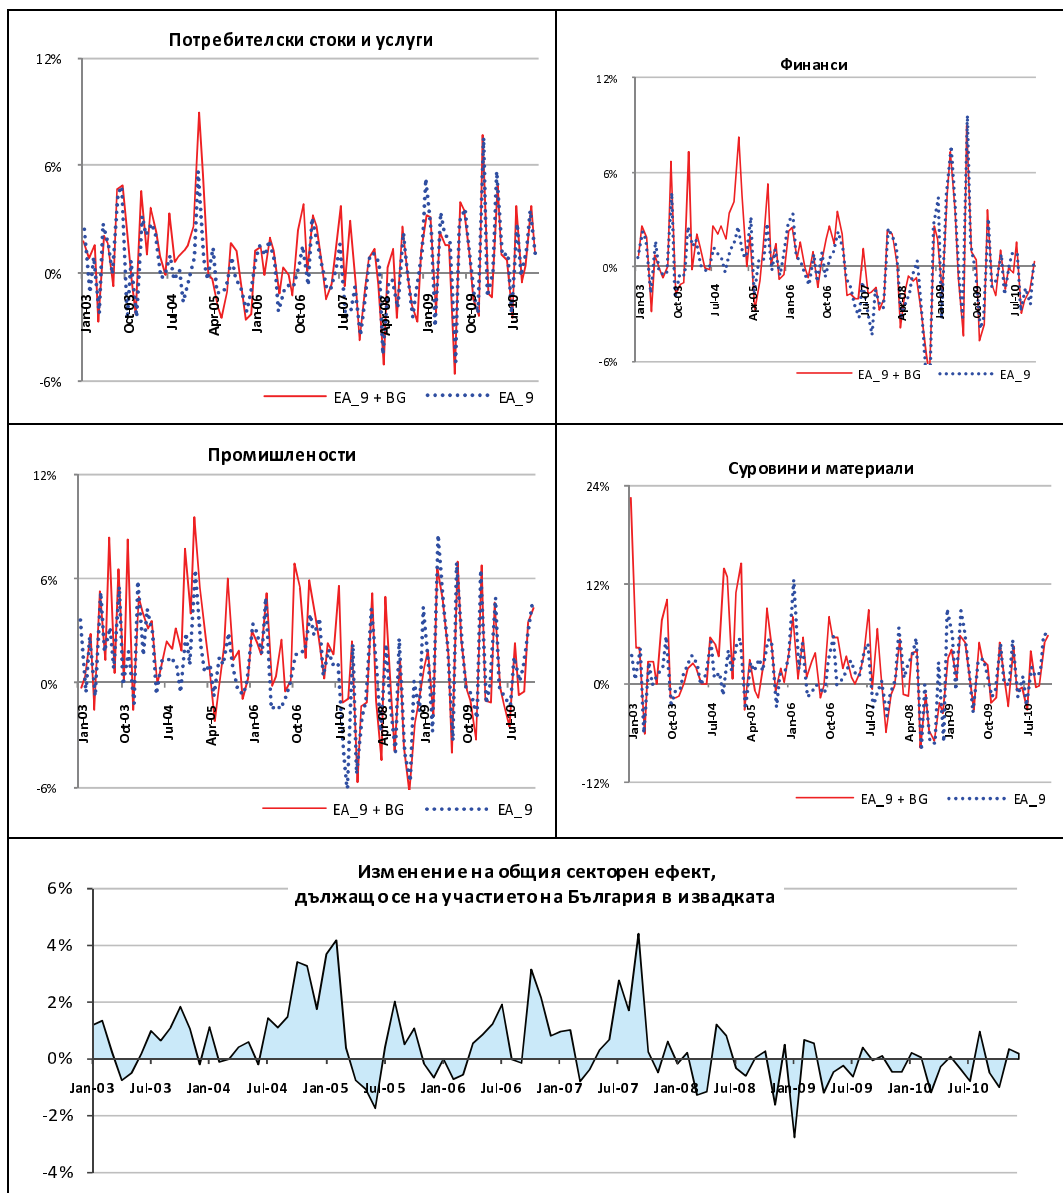 Потребителски стоки и услуги
12%
6%
0%
-6%
Jan-03
Oct-03
Jul-04
Apr-05
Jan-06
Oct-06
Jul-07
Apr-08
Jan-09
Oct-09
Jul-10
EA_9 + BG
EA_9
Финанси
12%
6%
0%
-6%
Jan-03
Oct-03
Jul-04
Apr-05
Jan-06
Oct-06
Jul-07
Apr-08
Jan-09
Oct-09
Jul-10
EA_9 + BG
EA_9
Промишлености
12%
6%
0%
-6%
Jan-03
Oct-03
Jul-04
Apr-05
Jan-06
Oct-06
Jul-07
Apr-08
Jan-09
Oct-09
Jul-10
EA_9 + BG
EA_9
Суровини и материали
24%
12%
0%
-12%
Jan-03
Oct-03
Jul-04
Apr-05
Jan-06
Oct-06
Jul-07
Apr-08
Jan-09
Oct-09
Jul-10
EA_9 + BG
EA_9
Изменение на общия секторен ефект,
дължащо се на участието на България в извадката
6%
4%
2%
0%
-2%
-4%
Jan-03
Jul-03
Jan-04
Jul-04
Jan-05
Jul-05
Jan-06
Jul-06
Jan-07
Jul-07
Jan-08
Jul-08
Jan-09
Jul-09
Jan-10
Jul-10